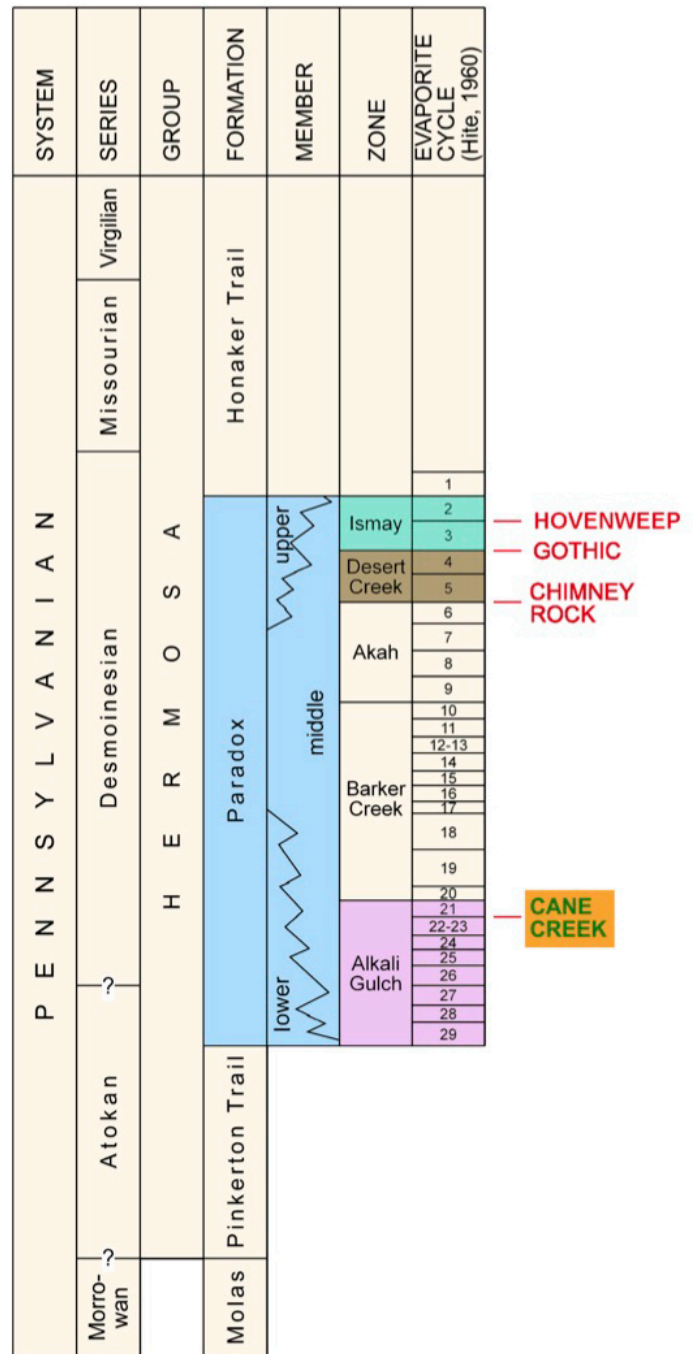 SYSTEM
SERIES
GROUP
FORMATION
MEMBER
ZONE
EVAPORITE
CYCLE
(Hite, 1960)
PENNSYLVANIAN
Virgilian
Missourian
Desmoinesian
?
Atokan
?
Morro-
wan
HERMOSA
Honaker Trail
Paradox
Pinkerton Trail
Molas
upper
middle
lower
Ismay
Desert
Creek
Akah
Barker
Creek
Alkali
Gulch
1
2
3
4
5
6
7
8
9
10
11
12-13
14
15
16
17
18
19
20
21
22-23
24
25
26
27
28
29
HOVENWEEP
GOTHIC
CHIMNEY
ROCK
CANE
CREEK